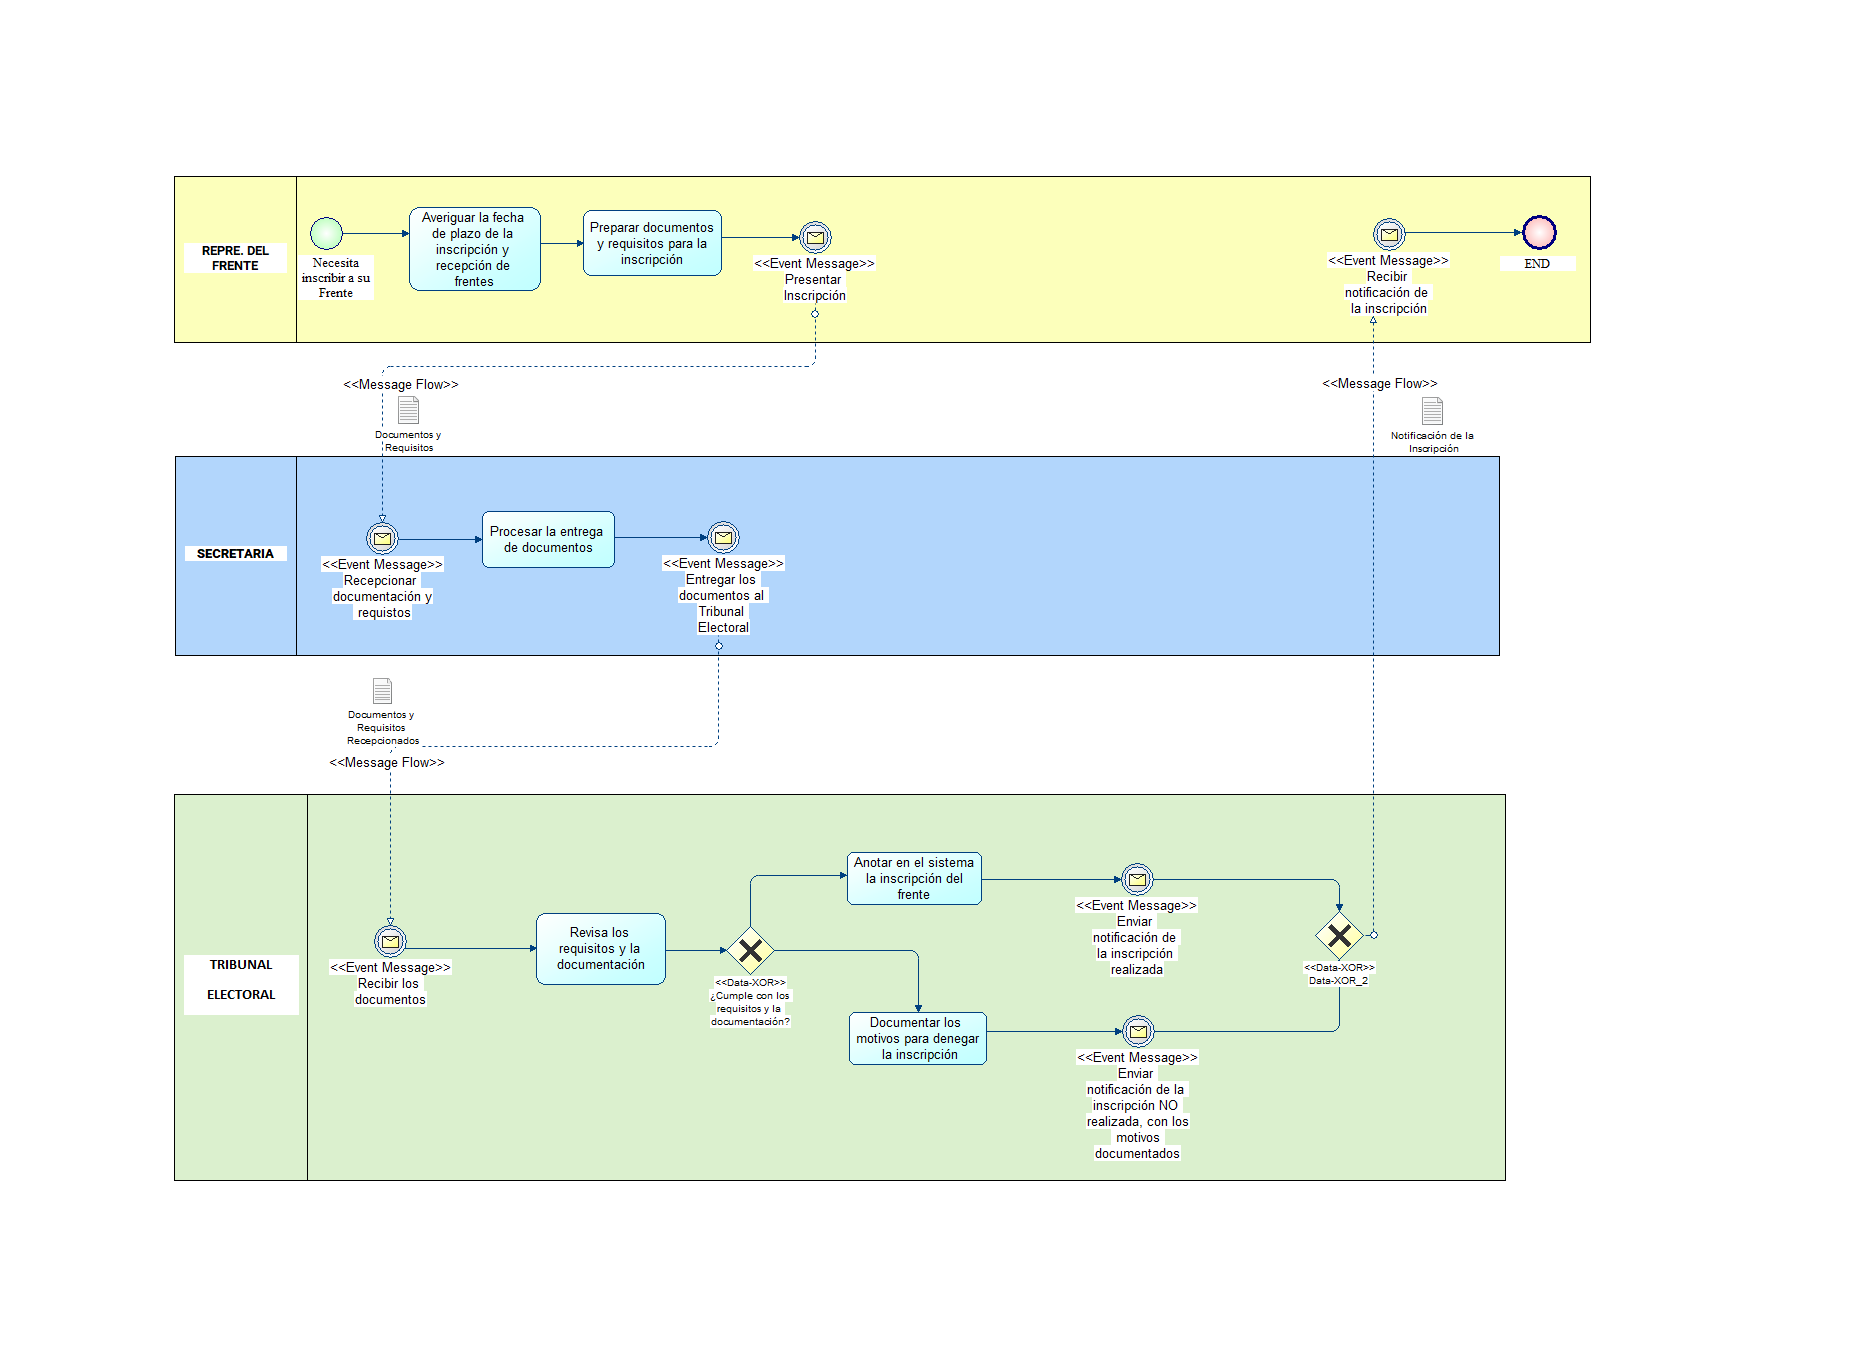 REPRE. DEL
FRENTE
Necesita
inscribir a su
Frente
Averiguar la fecha
de plazo de la
inscripción y
recepción de
frentes
Preparar documentos
y requisitos para la
inscripción
<<Event Message>>
Presentar
Inscripción
<<Event Message>>
Recibir
notificación de
la inscripción
END
<<Message Flow>>
Documentos y
Requisitos
<<Message Flow>>
Notificación de la
Inscripción
SECRETARIA
<<Event Message>>
Recepcionar
documentación y
requistos
Procesar la entrega
de documentos
<<Event Message>>
Entregar los
documentos al
Tribunal
Electoral
Documentos y
Requisitos
Recepcionados
<<Message Flow>>
TRIBUNAL
ELECTORAL
<<Event Message>>
Recibir los
documentos
Revisa los
requisitos y la
documentación
<<Data-XOR>>
¿Cumple con los
requisitos y la
documentación?
Anotar en el sistema
la inscripción del
frente
<<Event Message>>
Enviar
notificación de
la inscripción
realizada
Documentar los
motivos para denegar
la inscripción
<<Event Message>>
Enviar
notificación de la
inscripción NO
realizada, con los
motivos
documentados
<<Data-XOR>>
Data-XOR_2